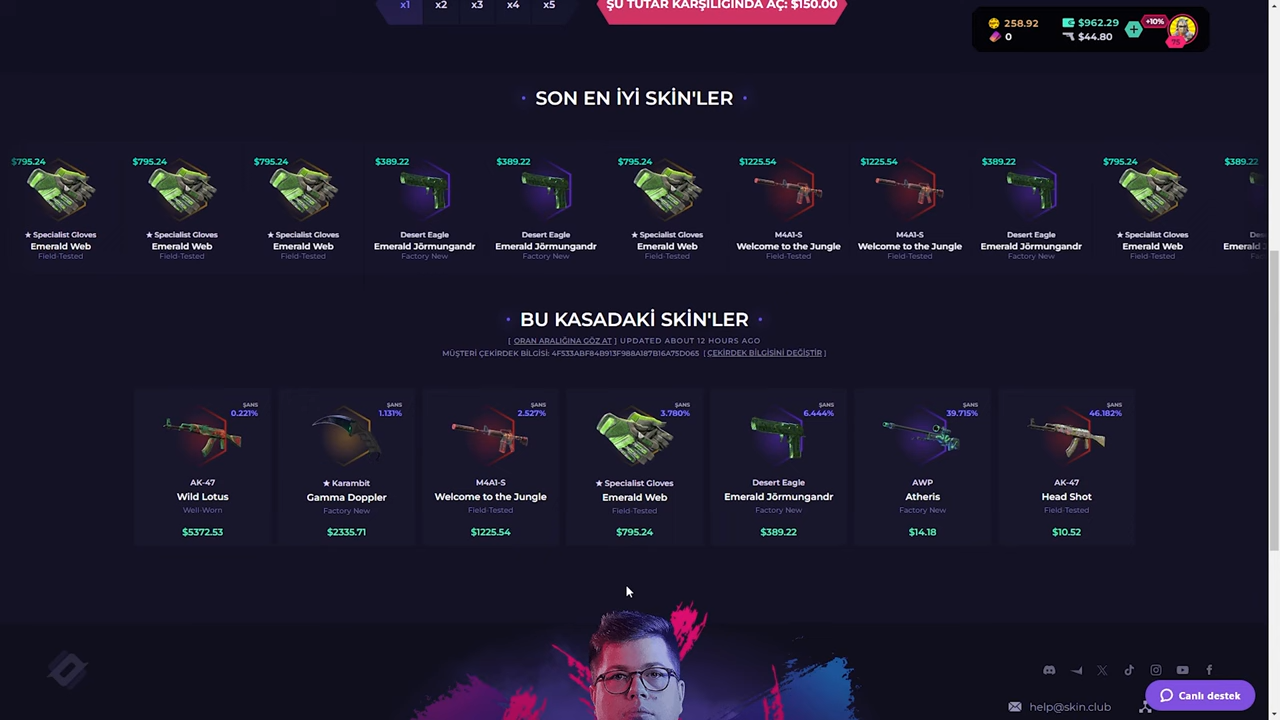 x1 x2 x3 x4 x5 ŞU TUTAR KARŞILIĞINDA AÇ: $150.00
258.92 $962.29 +10%
0 $44.80 75
SON EN İYİ SKİN'LER
$795.24 $795.24 $795.24 $389.22 $389.22 $795.24 $1225.54 $1225.54 $389.22 $795.24 $389.22
★ Specialist Gloves ★ Specialist Gloves ★ Specialist Gloves Desert Eagle Desert Eagle ★ Specialist Gloves M4A1-S M4A1-S Desert Eagle ★ Specialist Gloves
Emerald Web Emerald Web Emerald Web Emerald Jörmungandr Emerald Jörmungandr Emerald Web Welcome to the Jungle Welcome to the Jungle Emerald Jörmungandr Emerald Web Emerald
Field-Tested Field-Tested Field-Tested Factory New Factory New Field-Tested Field-Tested Field-Tested Factory New Field-Tested
BU KASADAKİ SKİN'LER
[ ORAN ARALIĞINA GÖZ AT ] UPDATED ABOUT 12 HOURS AGO
MÜŞTERİ ÇEKİRDEK BİLGİSİ: 4F533ABF84B913F988A187B16A75D065 [ ÇEKİRDEK BİLGİSİNİ DEĞİŞTİR ]
ŞANS ŞANS ŞANS ŞANS ŞANS ŞANS ŞANS
0.221% 1.131% 2.527% 3.780% 6.444% 39.715% 46.182%
AK-47 ★ Karambit M4A1-S ★ Specialist Gloves Desert Eagle AWP AK-47
Wild Lotus Gamma Doppler Welcome to the Jungle Emerald Web Emerald Jörmungandr Atheris Head Shot
Well-Worn Factory New Field-Tested Field-Tested Factory New Factory New Field-Tested
$5372.53 $2335.71 $1225.54 $795.24 $389.22 $14.18 $10.52
Canlı destek
help@skin.club